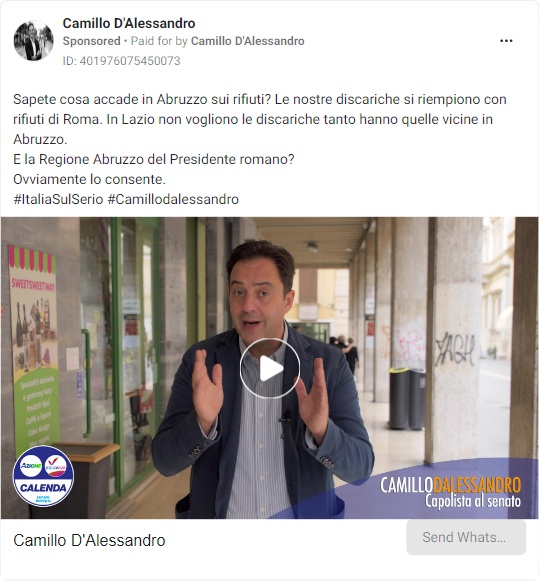 Camillo D'Alessandro
Sponsored • Paid for by Camillo D'Alessandro
ID: 401976075450073
Sapete cosa accade in Abruzzo sui rifiuti? Le nostre discariche si riempiono con
rifiuti di Roma. In Lazio non vogliono le discariche tanto hanno quelle vicine in
Abruzzo.
E la Regione Abruzzo del Presidente romano?
Ovviamente lo consente.
#ItaliaSulSerio #Camillodalessandro
SWEETSWEETWAY
AZIONE
CALENDA
CAMILLODALESSANDRO
Capolista al senato
Camillo D'Alessandro
Send Whats...